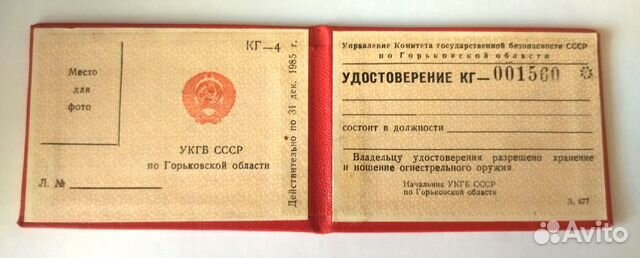 КГ—4
Место
для
фото
УКГБ СССР
по Горьковской области
Л. №
Действительно по 31 дек. 1985 г.
Управление Комитета государственной безопасности СССР
по Горьковской области
УДОСТОВЕРЕНИЕ КГ— 001560
состоит в должности
Владельцу удостоверения разрешено хранение
и ношение огнестрельного оружия.
Начальник УКГБ СССР
по Горьковской области
З. 677
Avito